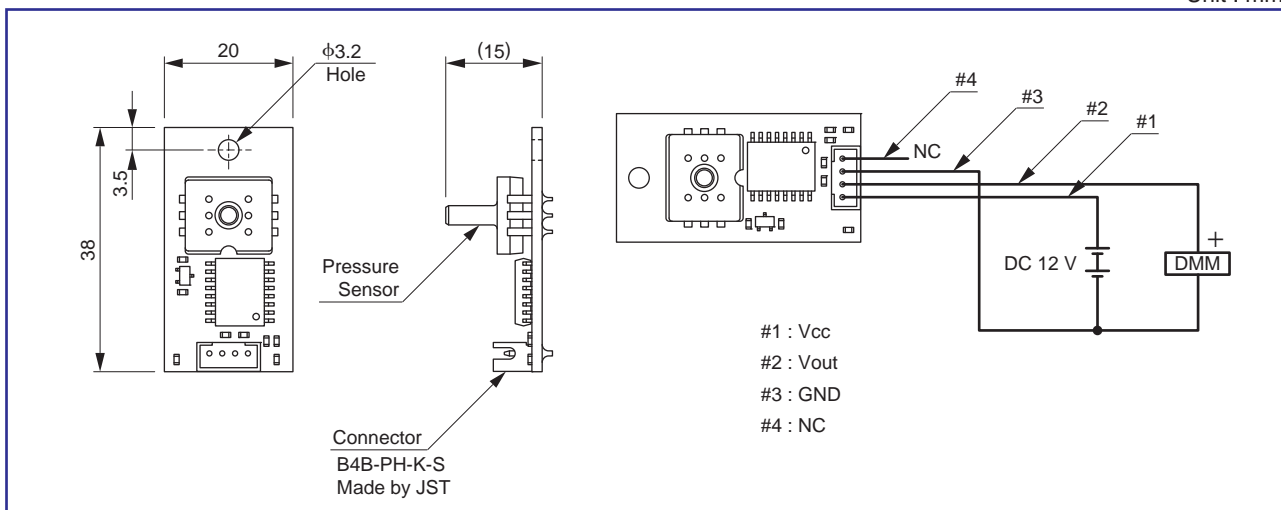 20
ϕ3.2
Hole
(15)
3.5
38
Pressure
Sensor
Connector
B4B-PH-K-S
Made by JST
#4
#3
#2
#1
NC
DC 12 V
+
DMM
#1 : Vcc
#2 : Vout
#3 : GND
#4 : NC